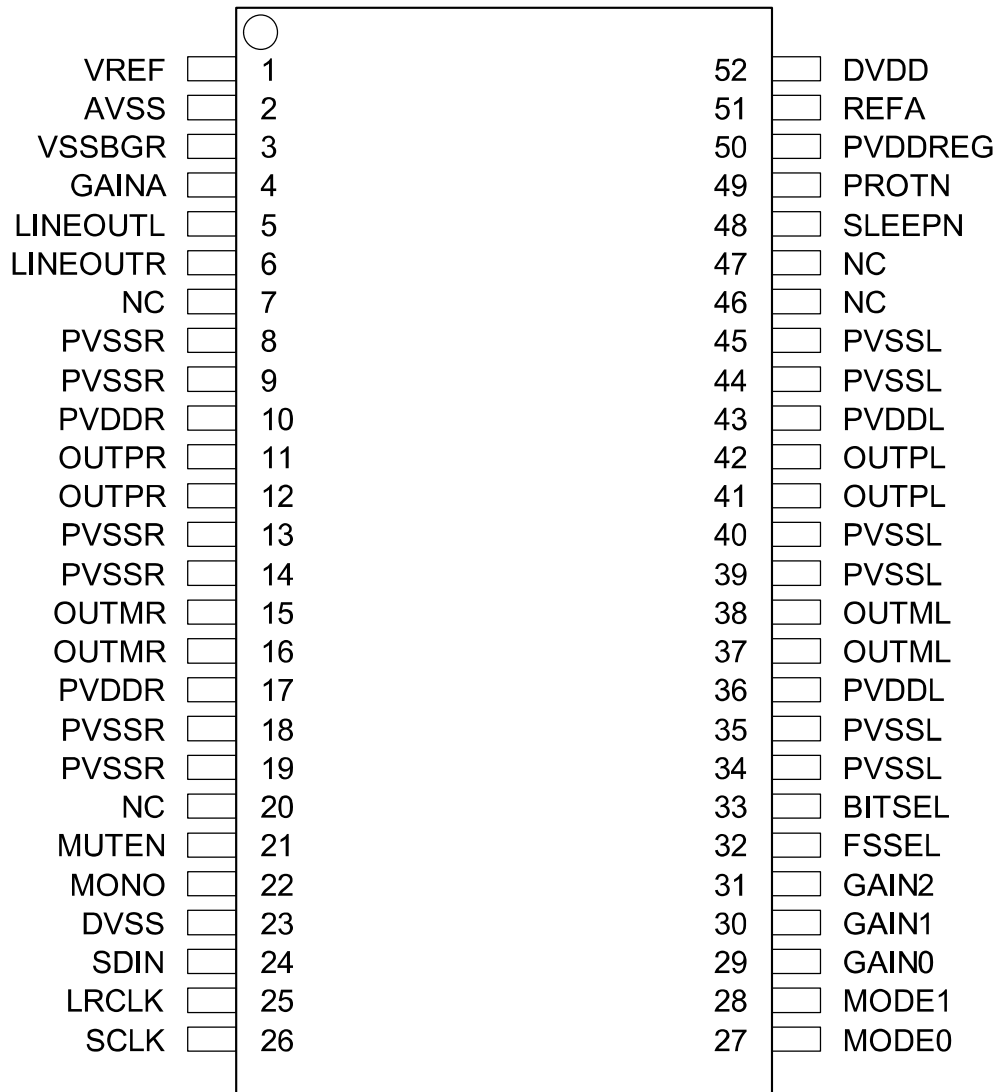 VREF 1 52 DVDD
AVSS 2 51 REFA
VSSBGR 3 50 PVDDREG
GAINA 4 49 PROTN
LINEOUTL 5 48 SLEEPN
LINEOUTR 6 47 NC
NC 7 46 NC
PVSSR 8 45 PVSSL
PVSSR 9 44 PVSSL
PVDDR 10 43 PVDDL
OUTPR 11 42 OUTPL
OUTPR 12 41 OUTPL
PVSSR 13 40 PVSSL
PVSSR 14 39 PVSSL
OUTMR 15 38 OUTML
OUTMR 16 37 OUTML
PVDDR 17 36 PVDDL
PVSSR 18 35 PVSSL
PVSSR 19 34 PVSSL
NC 20 33 BITSEL
MUTEN 21 32 FSSEL
MONO 22 31 GAIN2
DVSS 23 30 GAIN1
SDIN 24 29 GAIN0
LRCLK 25 28 MODE1
SCLK 26 27 MODE0